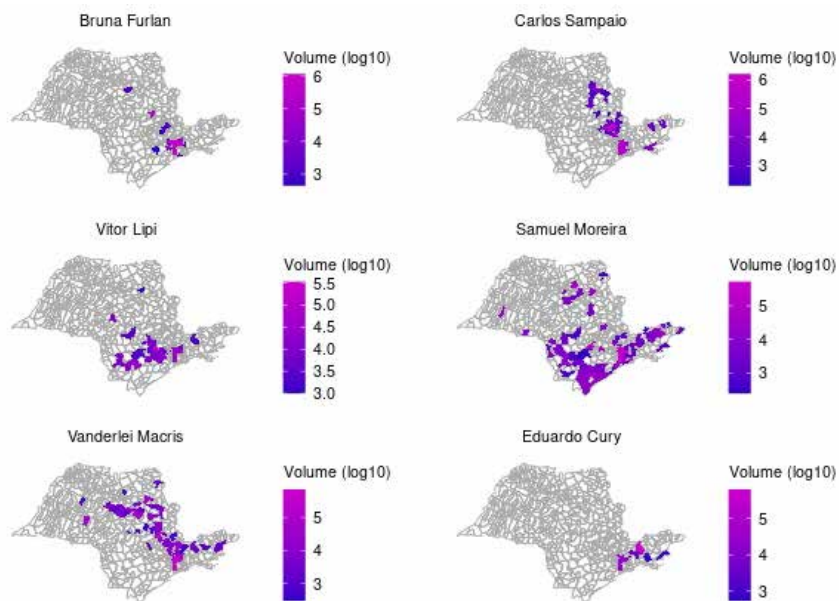 Bruna Furlan
Volume (log10)
6
5
4
3
Carlos Sampaio
Volume (log10)
6
5
4
3
Vitor Lipi
Volume (log10)
5.5
5.0
4.5
4.0
3.5
3.0
Samuel Moreira
Volume (log10)
5
4
3
Vanderlei Macris
Volume (log10)
5
4
3
Eduardo Cury
Volume (log10)
5
4
3